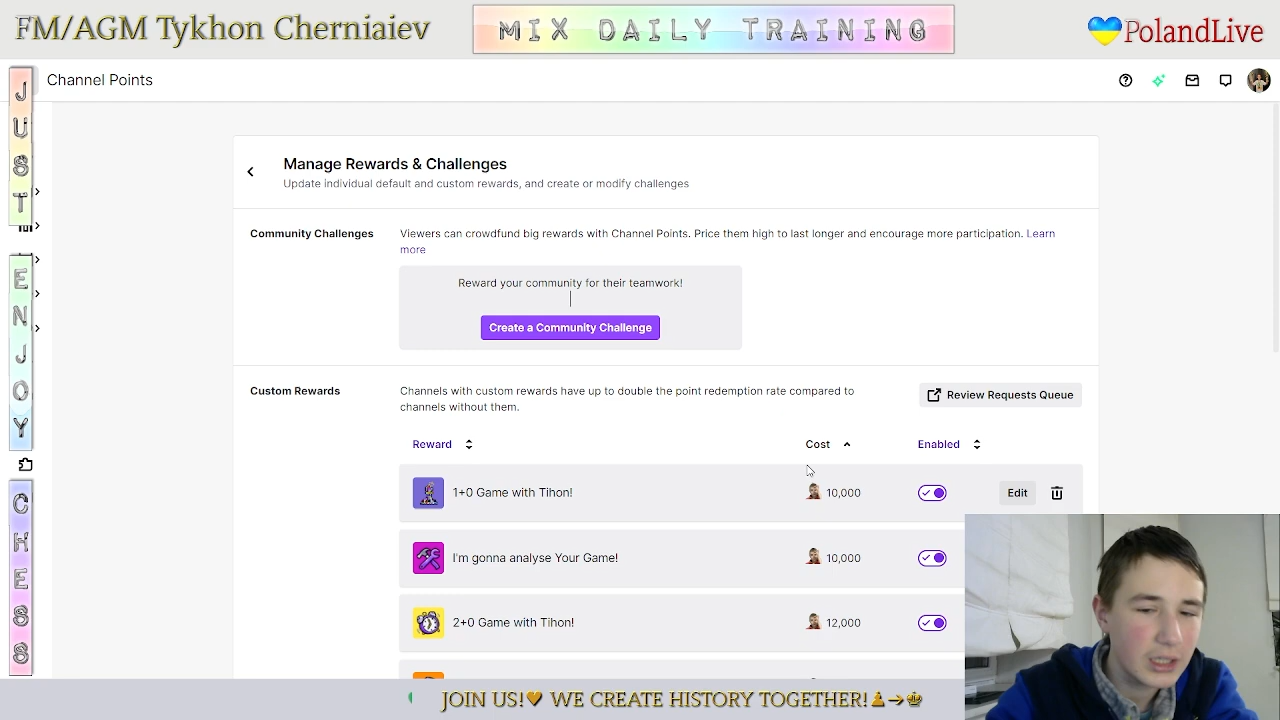 FM/AGM Tykhon Cherniaiev
MIX DAILY TRAINING
PolandLive
JUST
ENJOY
CHESS
Channel Points
Manage Rewards & Challenges
Update individual default and custom rewards, and create or modify challenges
Community Challenges
Viewers can crowdfund big rewards with Channel Points. Price them high to last longer and encourage more participation. Learn
more
Reward your community for their teamwork!
Create a Community Challenge
Custom Rewards
Channels with custom rewards have up to double the point redemption rate compared to
channels without them.
Review Requests Queue
Reward Cost Enabled
1+0 Game with Tihon! 10,000 Edit
I'm gonna analyse Your Game! 10,000
2+0 Game with Tihon! 12,000
JOIN US! WE CREATE HISTORY TOGETHER!